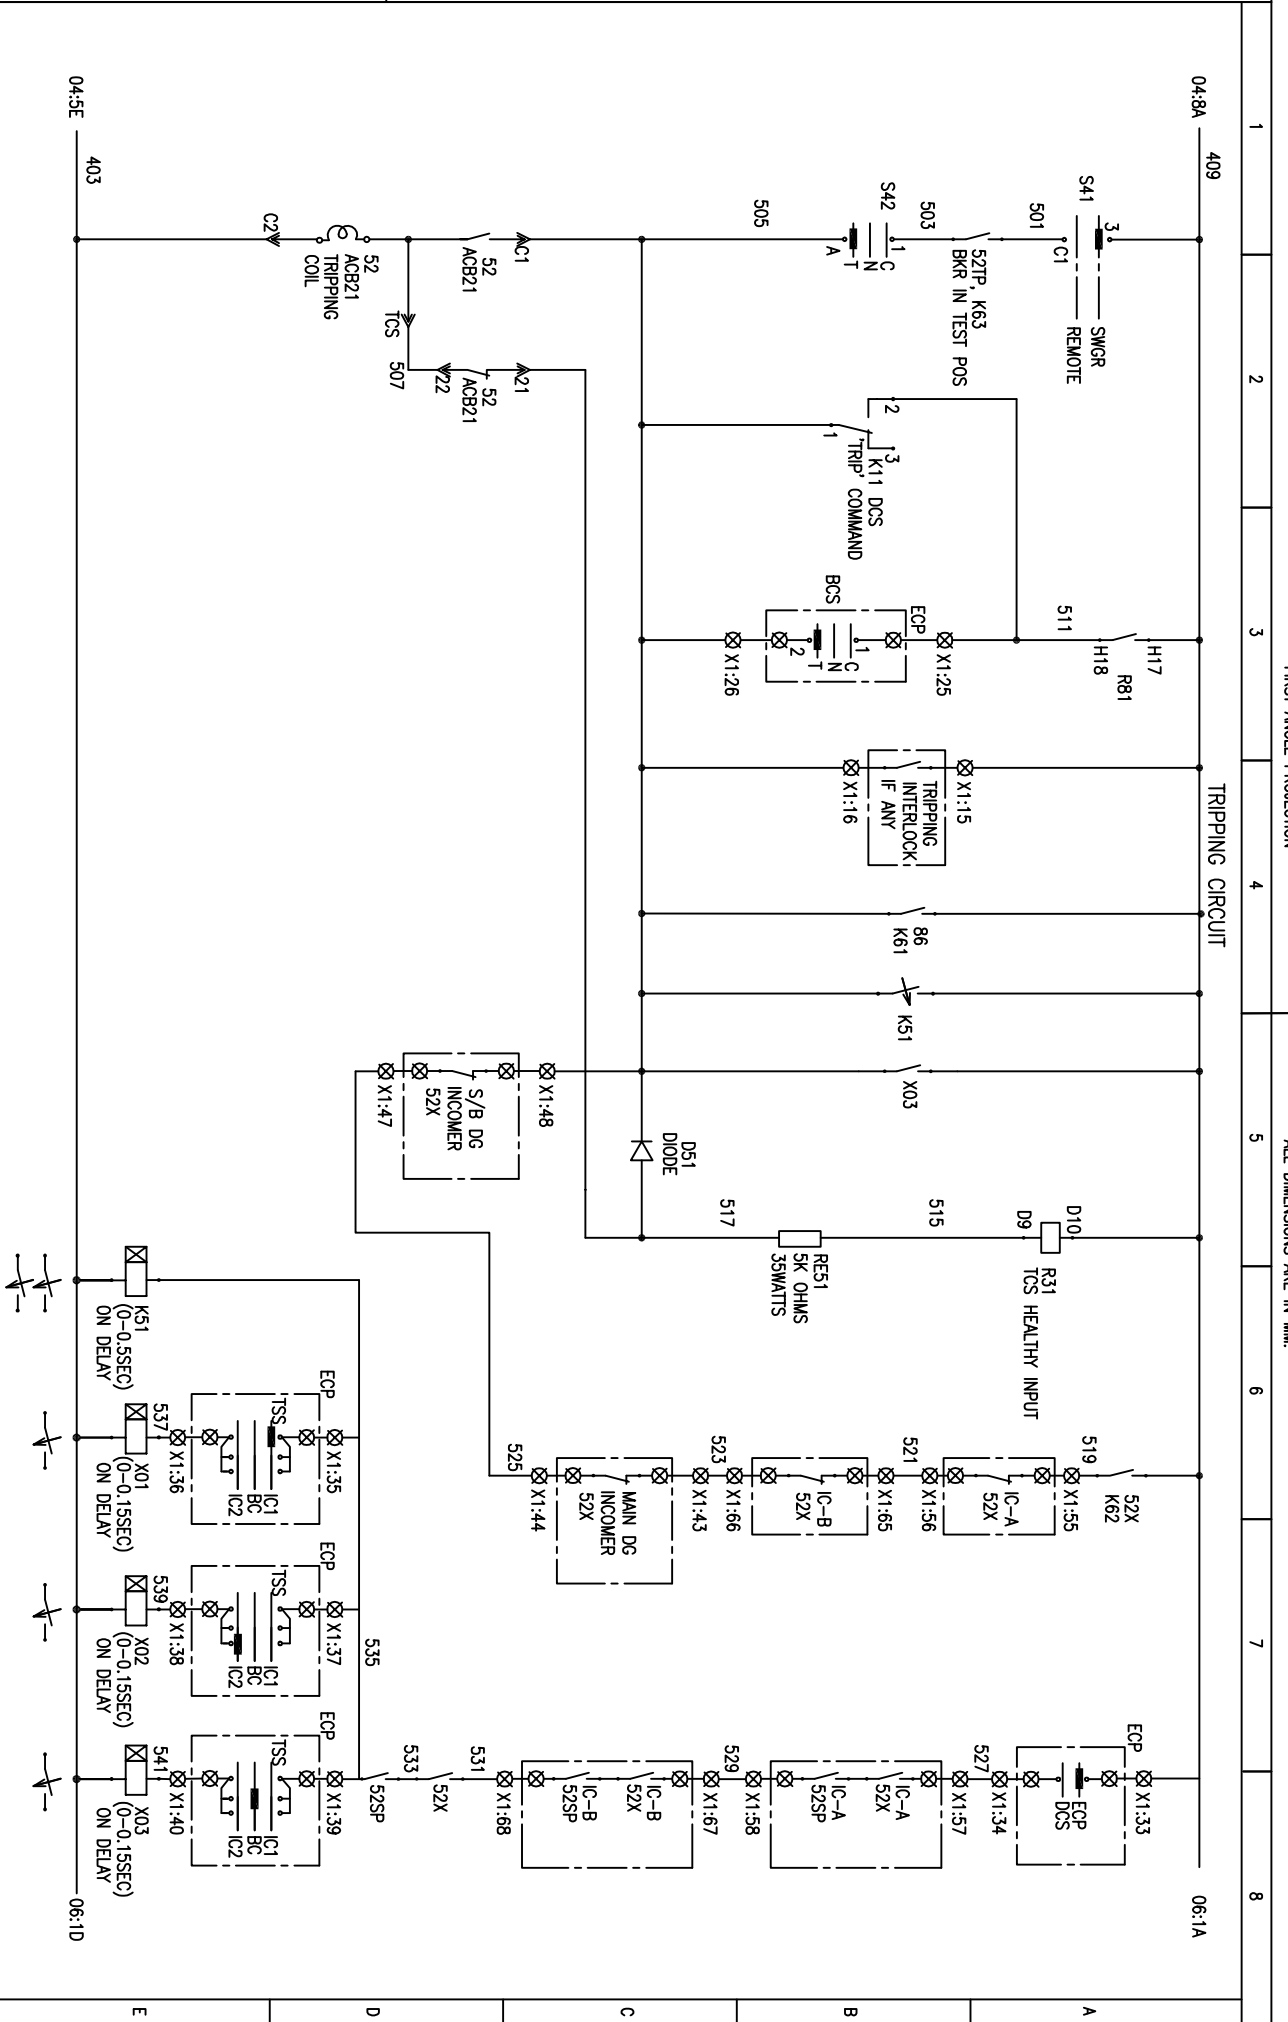 1
2
3
4
5
6
7
8
A
B
C
D
E
ALL DIMENSIONS ARE IN MM.
TRIPPING CIRCUIT
04:8A
409
06:1A
04:5E
403
06:1D
3
S41
C1
SWGR
REMOTE
501
52TP, K63
BKR IN TEST POS
503
S42
1
C
N
T
A
505
C1
52
ACB21
52
ACB21
TRIPPING
COIL
C2
TCS
507
21
52
ACB21
22
2
3
1
K11 DCS
'TRIP' COMMAND
H17
R81
H18
511
X1:25
ECP
BCS
1
C
N
T
2
X1:26
X1:15
TRIPPING
INTERLOCK
IF ANY
X1:16
86
K61
K51
X03
X1:48
S/B DG
INCOMER
52X
X1:47
D51
DIODE
D10
D9
R31
TCS HEALTHY INPUT
515
RE51
5K OHMS
35WATTS
517
52X
K62
519
X1:55
IC-A
52X
X1:56
521
X1:65
IC-B
52X
X1:66
523
X1:43
MAIN DG
INCOMER
52X
X1:44
525
ECP
X1:33
ECP
DCS
X1:34
527
X1:57
IC-A
52X
IC-A
52SP
X1:58
529
X1:67
IC-B
52X
IC-B
52SP
X1:68
531
52X
533
52SP
535
K51
(0-0.5SEC)
ON DELAY
ECP
X1:35
TSS
IC1
BC
IC2
X1:36
537
X01
(0-0.15SEC)
ON DELAY
ECP
X1:37
TSS
IC1
BC
IC2
X1:38
539
X02
(0-0.15SEC)
ON DELAY
ECP
X1:39
TSS
IC1
BC
IC2
X1:40
541
X03
(0-0.15SEC)
ON DELAY